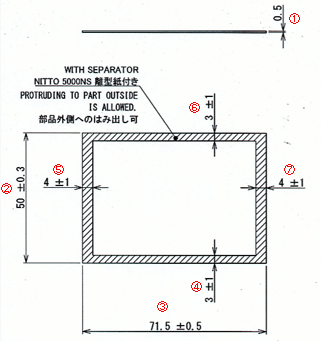 0.5
①
WITH SEPARATOR
NITTO 5000NS 離型紙付き
PROTRUDING TO PART OUTSIDE
IS ALLOWED.
部品外側へのはみ出し可
⑥
3 ±1
⑤
4 ±1
⑦
4 ±1
②
50 ±0.3
④
3 ±1
③
71.5 ±0.5